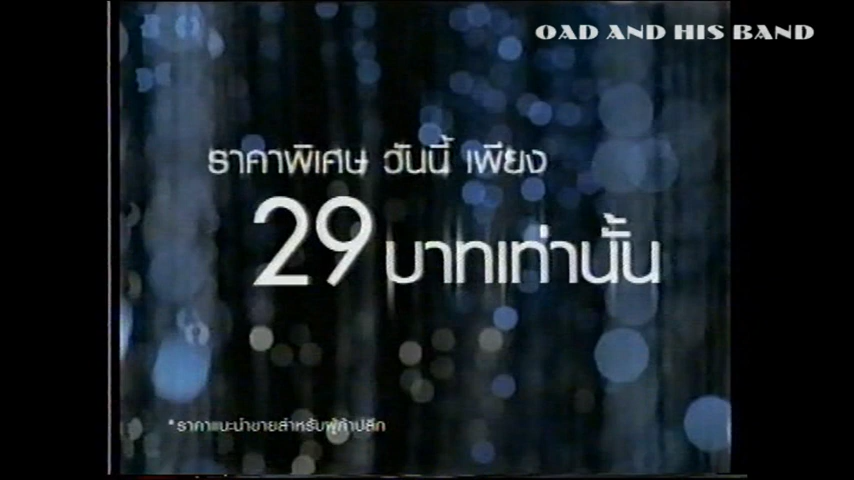 OAD AND HIS BAND
ราคาพิเศษ วันนี้ เพียง
29 บาทเท่านั้น
*ราคาแนะนำขายสำหรับผู้ค้าปลีก